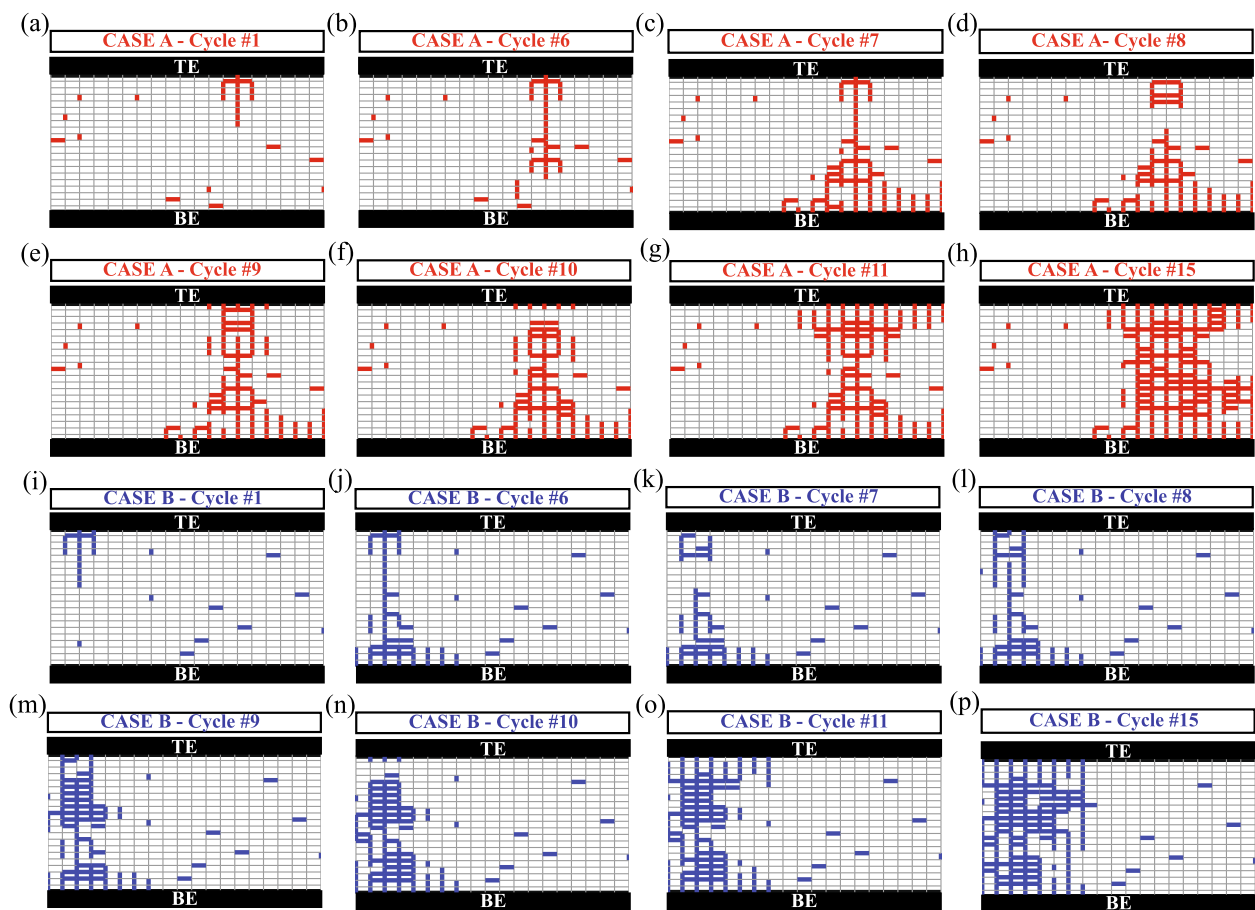 (a) (b) (c) (d)
CASE A - Cycle #1 CASE A - Cycle #6 CASE A - Cycle #7 CASE A- Cycle #8
TE TE TE TE
BE BE BE BE
(e) (f) (g) (h)
CASE A - Cycle #9 CASE A - Cycle #10 CASE A - Cycle #11 CASE A - Cycle #15
TE TE TE TE
BE BE BE BE
(i) (j) (k) (l)
CASE B - Cycle #1 CASE B - Cycle #6 CASE B - Cycle #7 CASE B - Cycle #8
TE TE TE TE
BE BE BE BE
(m) (n) (o) (p)
CASE B - Cycle #9 CASE B - Cycle #10 CASE B - Cycle #11 CASE B - Cycle #15
TE TE TE TE
BE BE BE BE